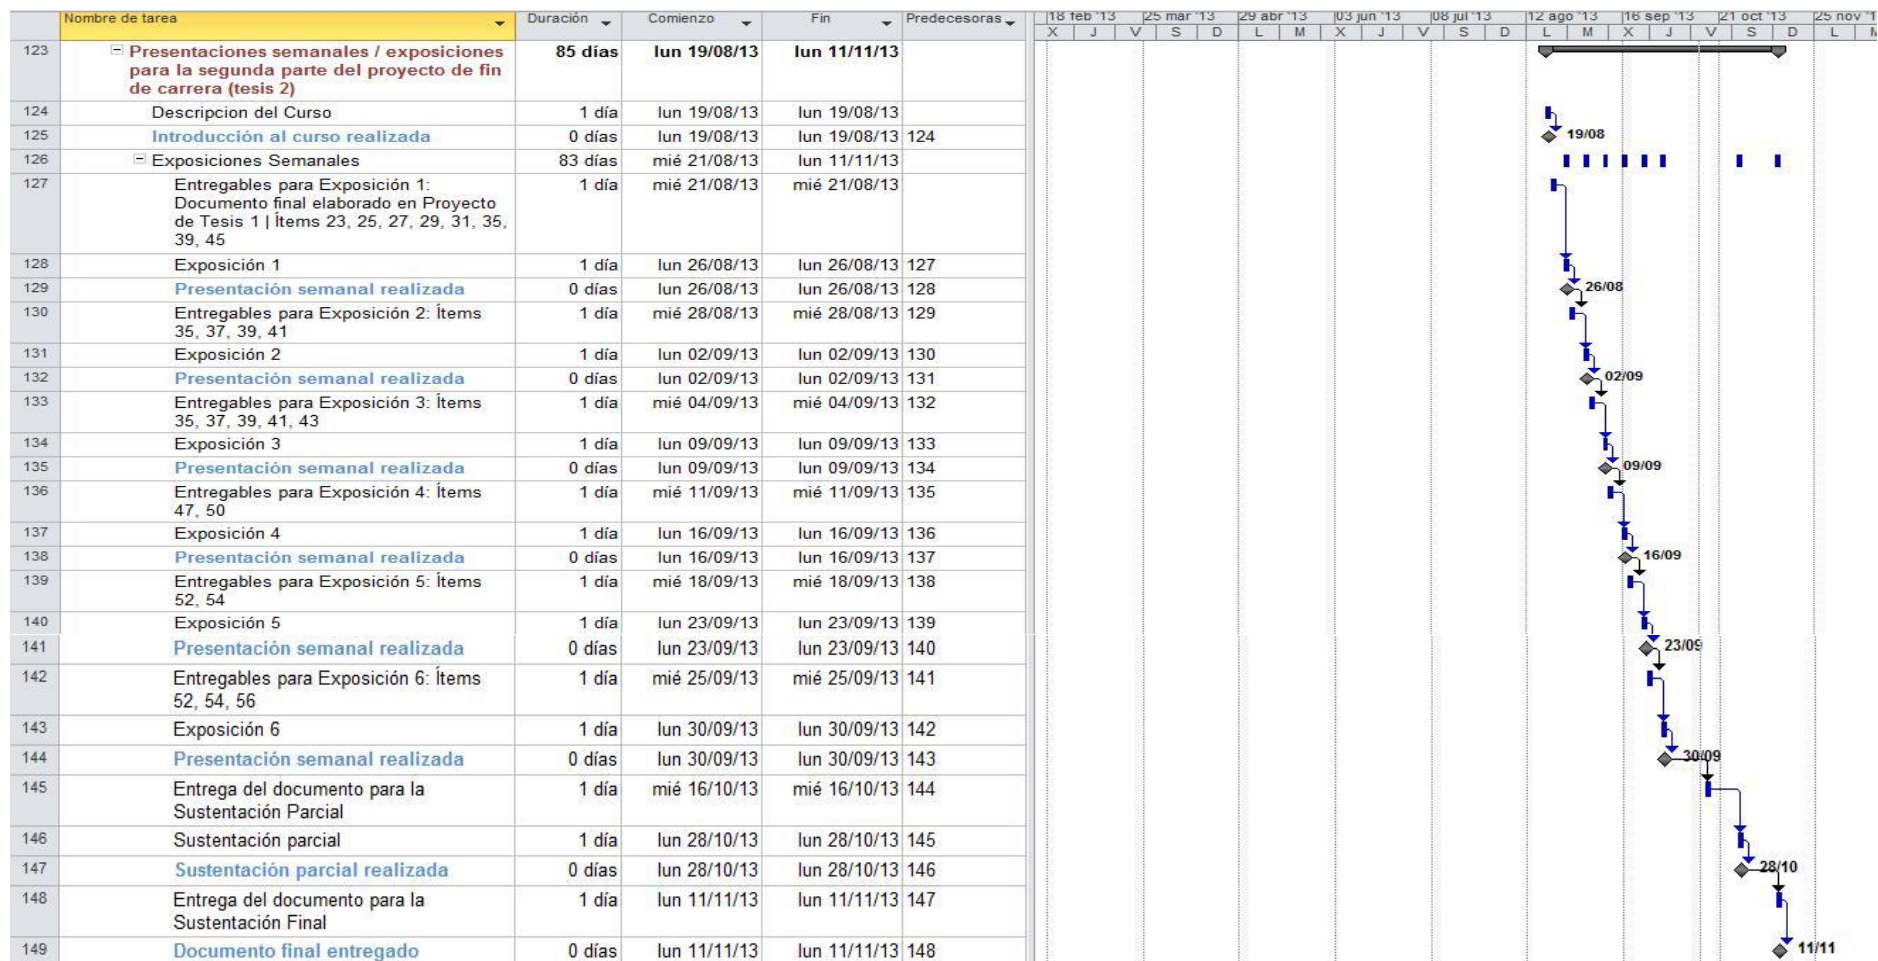 Nombre de tarea Duración Comienzo Fin Predecesoras 18 feb '13 25 mar '13 29 abr '13 03 jun '13 08 jul '13 12 ago '13 16 sep '13 21 oct '13 25 nov '1
X J V S D L M X J V S D L M X J V S D L M
123 Presentaciones semanales / exposiciones 85 días lun 19/08/13 lun 11/11/13
para la segunda parte del proyecto de fin
de carrera (tesis 2)
124 Descripcion del Curso 1 día lun 19/08/13 lun 19/08/13
125 Introducción al curso realizada 0 días lun 19/08/13 lun 19/08/13 124 19/08
126 Exposiciones Semanales 83 días mié 21/08/13 lun 11/11/13
127 Entregables para Exposición 1: 1 día mié 21/08/13 mié 21/08/13
Documento final elaborado en Proyecto
de Tesis 1 | Ítems 23, 25, 27, 29, 31, 35,
39, 45
128 Exposición 1 1 día lun 26/08/13 lun 26/08/13 127
129 Presentación semanal realizada 0 días lun 26/08/13 lun 26/08/13 128 26/08
130 Entregables para Exposición 2: Ítems 1 día mié 28/08/13 mié 28/08/13 129
35, 37, 39, 41
131 Exposición 2 1 día lun 02/09/13 lun 02/09/13 130
132 Presentación semanal realizada 0 días lun 02/09/13 lun 02/09/13 131 02/09
133 Entregables para Exposición 3: Ítems 1 día mié 04/09/13 mié 04/09/13 132
35, 37, 39, 41, 43
134 Exposición 3 1 día lun 09/09/13 lun 09/09/13 133
135 Presentación semanal realizada 0 días lun 09/09/13 lun 09/09/13 134 09/09
136 Entregables para Exposición 4: Ítems 1 día mié 11/09/13 mié 11/09/13 135
47, 50
137 Exposición 4 1 día lun 16/09/13 lun 16/09/13 136
138 Presentación semanal realizada 0 días lun 16/09/13 lun 16/09/13 137 16/09
139 Entregables para Exposición 5: Ítems 1 día mié 18/09/13 mié 18/09/13 138
52, 54
140 Exposición 5 1 día lun 23/09/13 lun 23/09/13 139
141 Presentación semanal realizada 0 días lun 23/09/13 lun 23/09/13 140 23/09
142 Entregables para Exposición 6: Ítems 1 día mié 25/09/13 mié 25/09/13 141
52, 54, 56
143 Exposición 6 1 día lun 30/09/13 lun 30/09/13 142
144 Presentación semanal realizada 0 días lun 30/09/13 lun 30/09/13 143 30/09
145 Entrega del documento para la 1 día mié 16/10/13 mié 16/10/13 144
Sustentación Parcial
146 Sustentación parcial 1 día lun 28/10/13 lun 28/10/13 145
147 Sustentación parcial realizada 0 días lun 28/10/13 lun 28/10/13 146 28/10
148 Entrega del documento para la 1 día lun 11/11/13 lun 11/11/13 147
Sustentación Final
149 Documento final entregado 0 días lun 11/11/13 lun 11/11/13 148 11/11